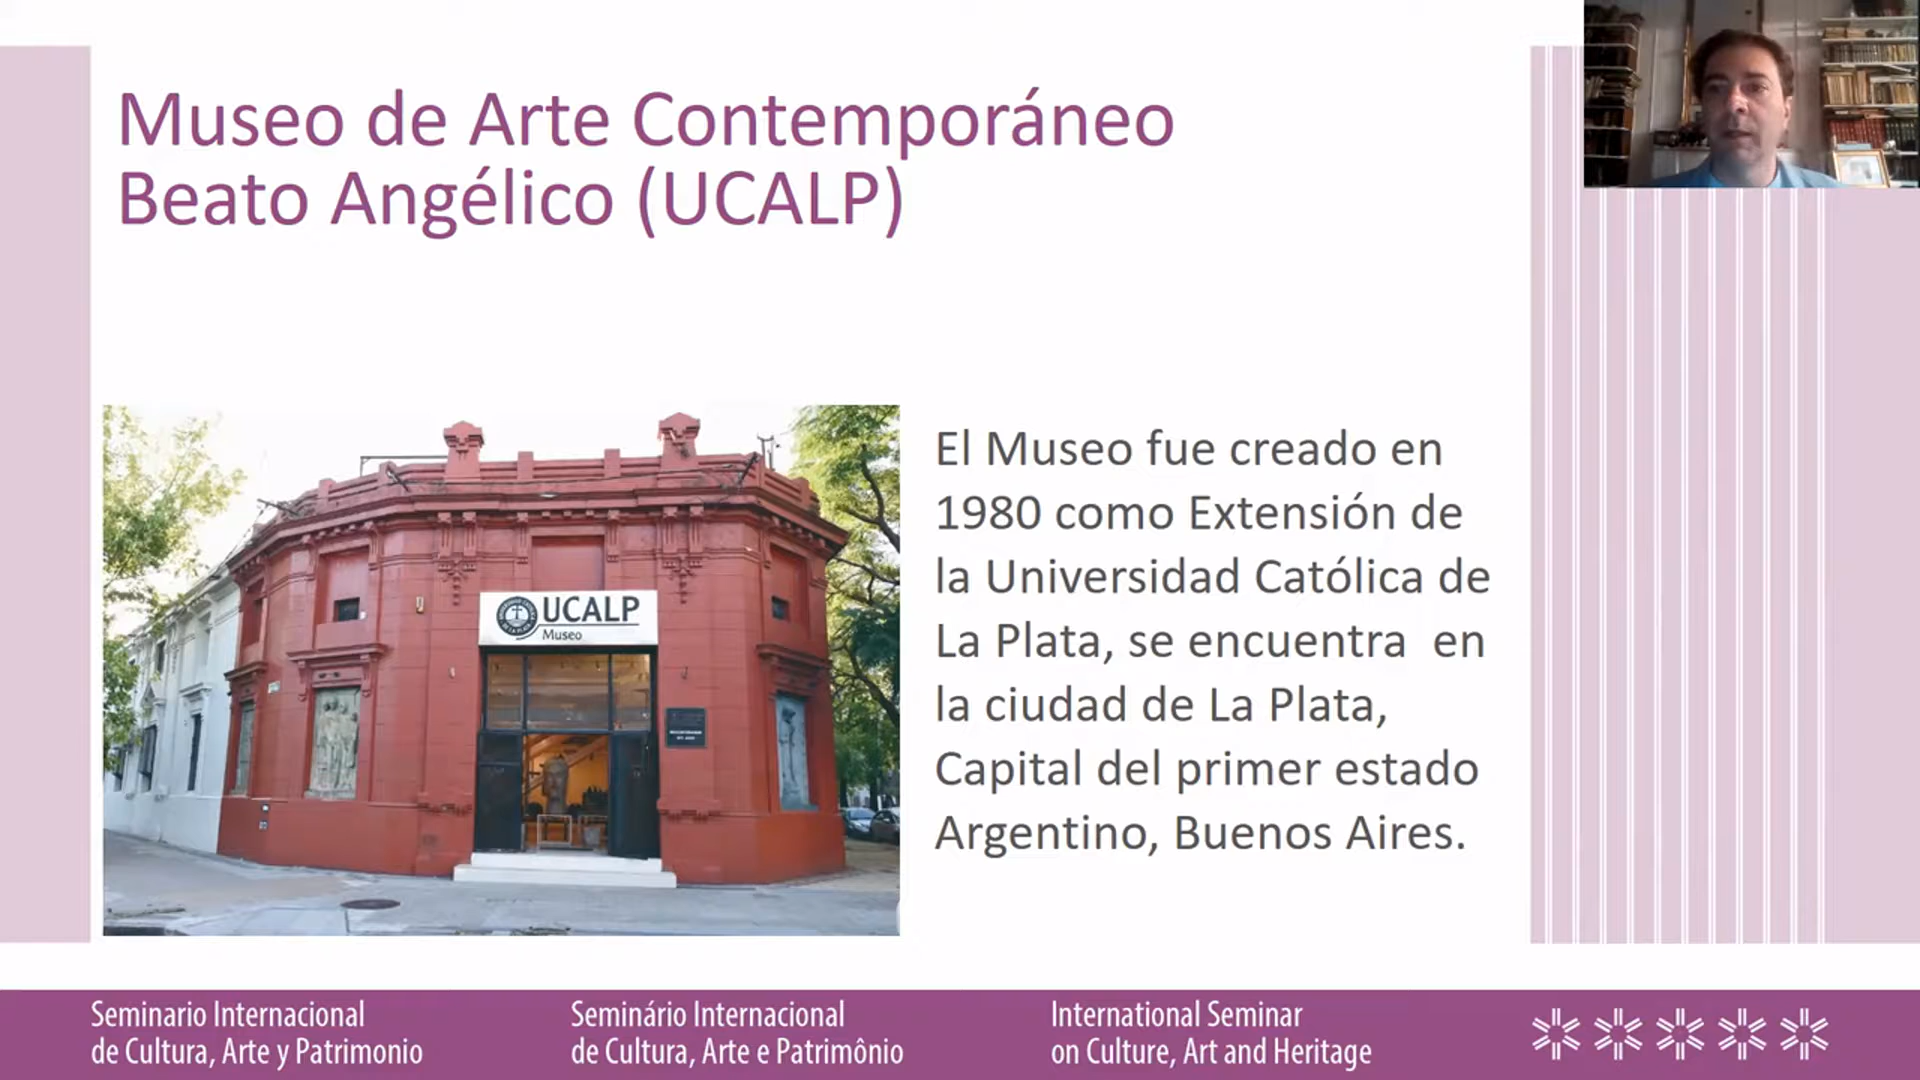 Museo de Arte Contemporáneo
Beato Angélico (UCALP)
UCALP
Museo
El Museo fue creado en
1980 como Extensión de
la Universidad Católica de
La Plata, se encuentra en
la ciudad de La Plata,
Capital del primer estado
Argentino, Buenos Aires.
Seminario Internacional
de Cultura, Arte y Patrimonio
Seminário Internacional
de Cultura, Arte e Patrimônio
International Seminar
on Culture, Art and Heritage